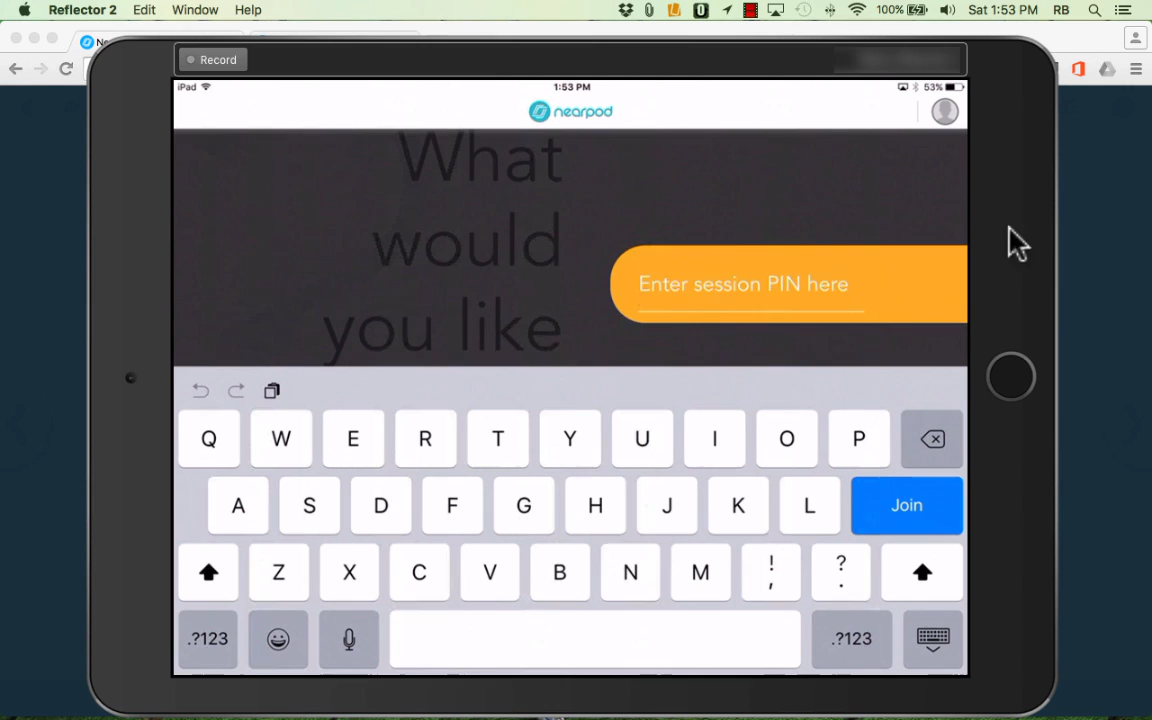 Reflector 2 Edit Window Help 100% Sat 1:53 PM RB
Record
iPad 1:53 PM 53%
nearpod
What
would
you like
Enter session PIN here
Q W E R T Y U I O P
A S D F G H J K L Join
Z X C V B N M ! , ? .
.?123 .?123